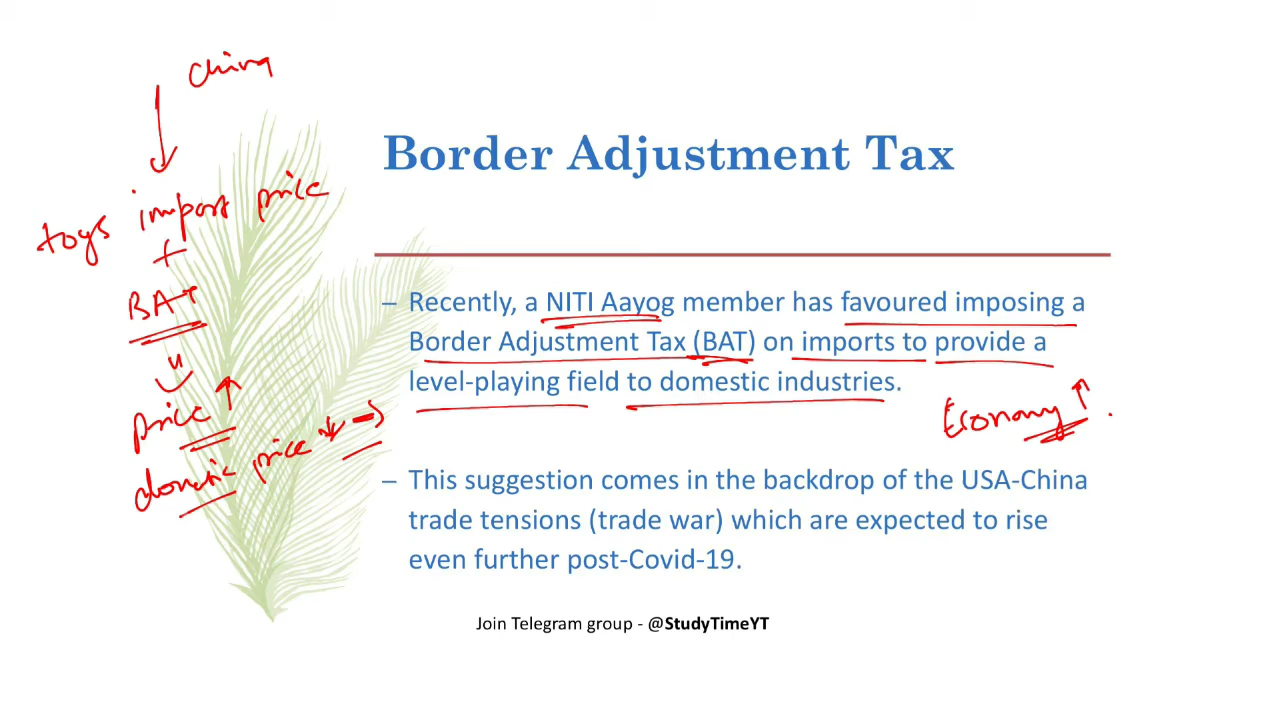 China
toys import price
+
BAT
price ↑
domestic price ↓ →
Border Adjustment Tax
– Recently, a NITI Aayog member has favoured imposing a
Border Adjustment Tax (BAT) on imports to provide a
level-playing field to domestic industries.
Economy ↑
– This suggestion comes in the backdrop of the USA-China
trade tensions (trade war) which are expected to rise
even further post-Covid-19.
Join Telegram group - @StudyTimeYT